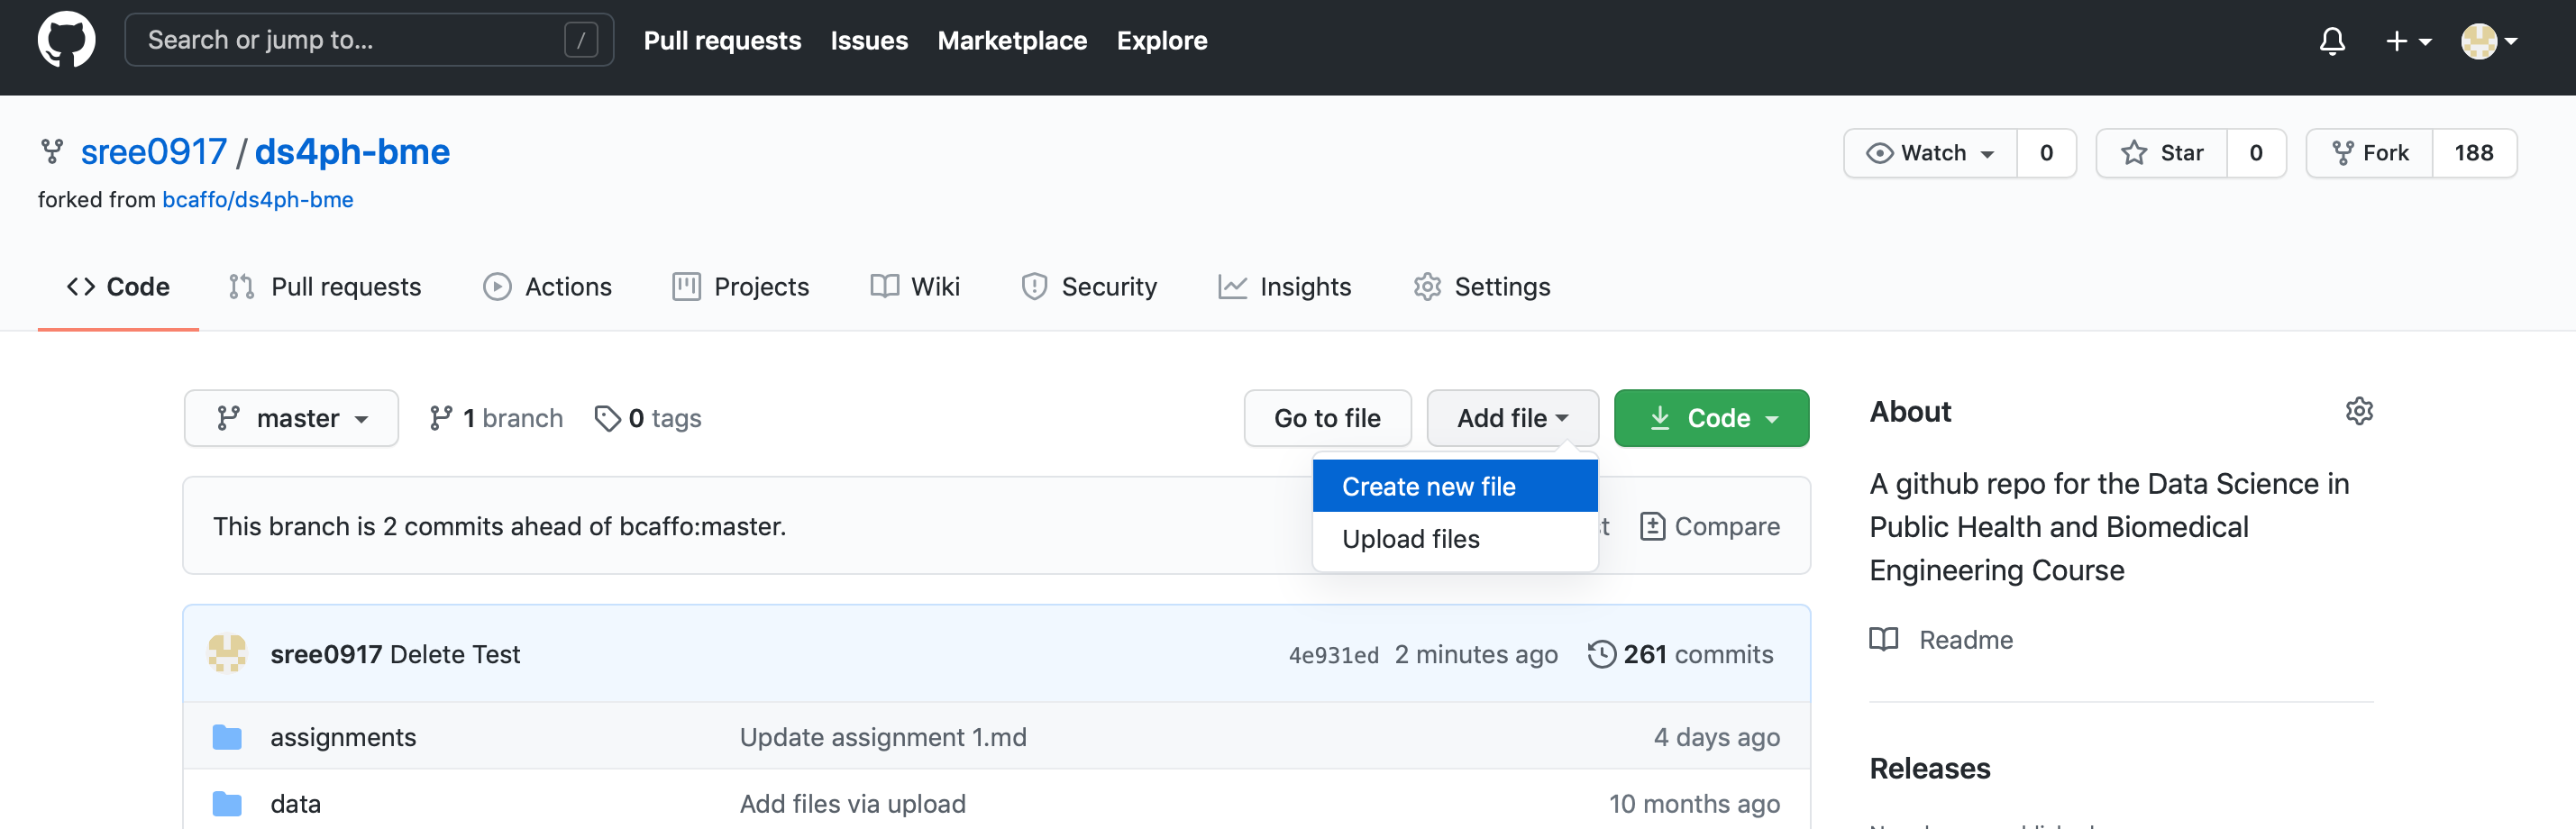 Search or jump to... /
Pull requests Issues Marketplace Explore
sree0917 / ds4ph-bme
forked from bcaffo/ds4ph-bme
Watch 0 Star 0 Fork 188
Code Pull requests Actions Projects Wiki Security Insights Settings
master 1 branch 0 tags
Go to file Add file Code
Create new file
Upload files
This branch is 2 commits ahead of bcaffo:master.
Compare
sree0917 Delete Test 4e931ed 2 minutes ago 261 commits
assignments Update assignment 1.md 4 days ago
data Add files via upload 10 months ago
About
A github repo for the Data Science in
Public Health and Biomedical
Engineering Course
Readme
Releases